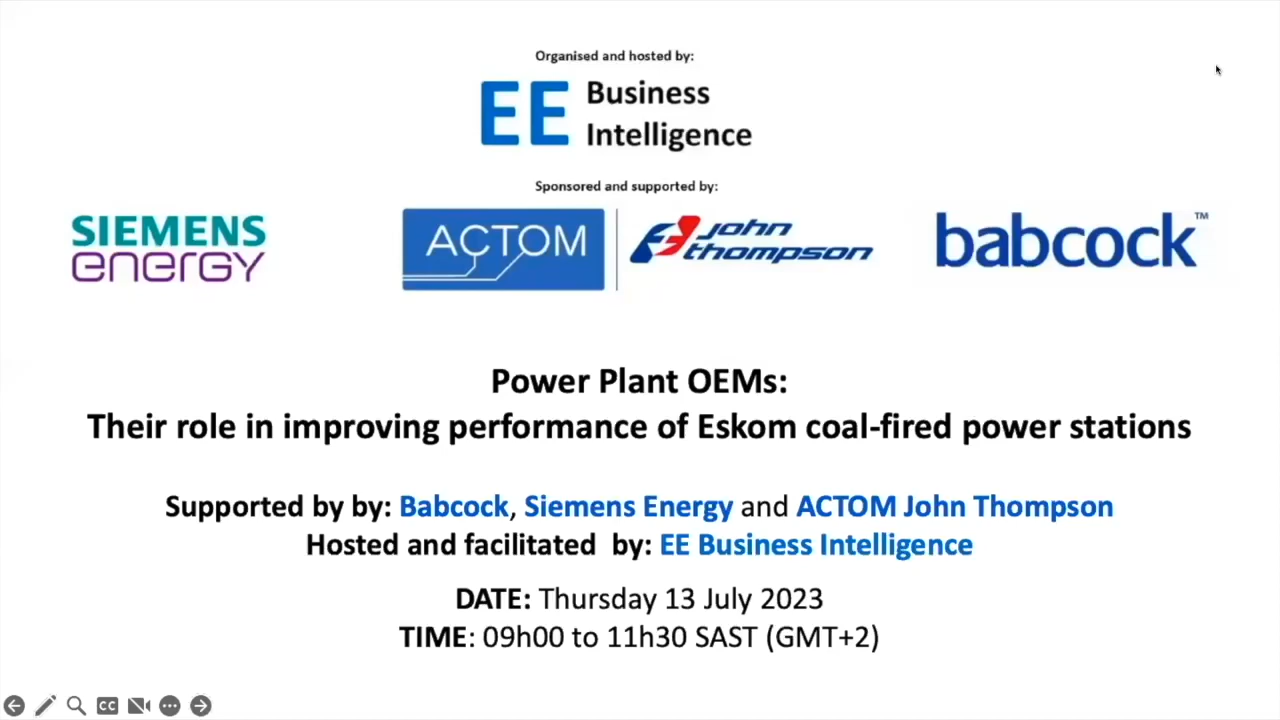 Organised and hosted by:
EE Business
Intelligence
Sponsored and supported by:
SIEMENS
energy
ACTOM
john
thompson
babcock™
Power Plant OEMs:
Their role in improving performance of Eskom coal-fired power stations
Supported by by: Babcock, Siemens Energy and ACTOM John Thompson
Hosted and facilitated  by: EE Business Intelligence
DATE: Thursday 13 July 2023
TIME: 09h00 to 11h30 SAST (GMT+2)
CC